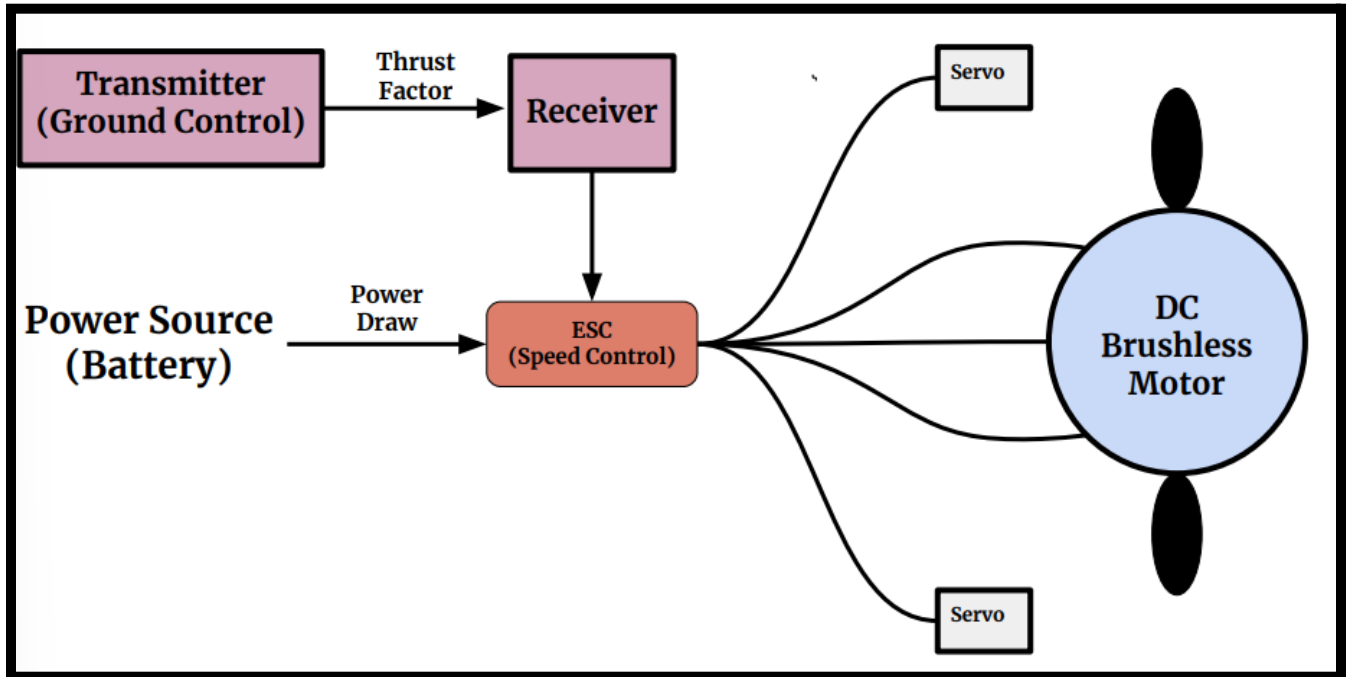 Transmitter
(Ground Control)
Thrust
Factor
Receiver
Servo
Power Source
(Battery)
Power
Draw
ESC
(Speed Control)
DC
Brushless
Motor
Servo